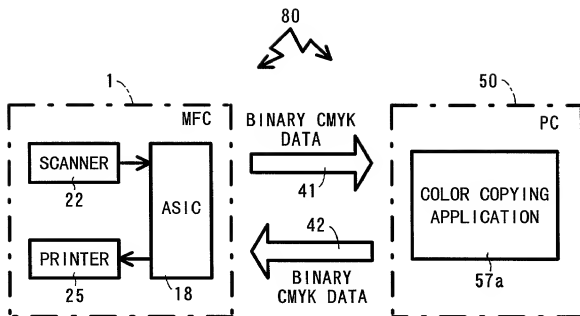 80
1
50
MFC
BINARY CMYK
DATA
PC
SCANNER
22
41
ASIC
COLOR COPYING
APPLICATION
42
PRINTER
25
18
BINARY
CMYK DATA
57a